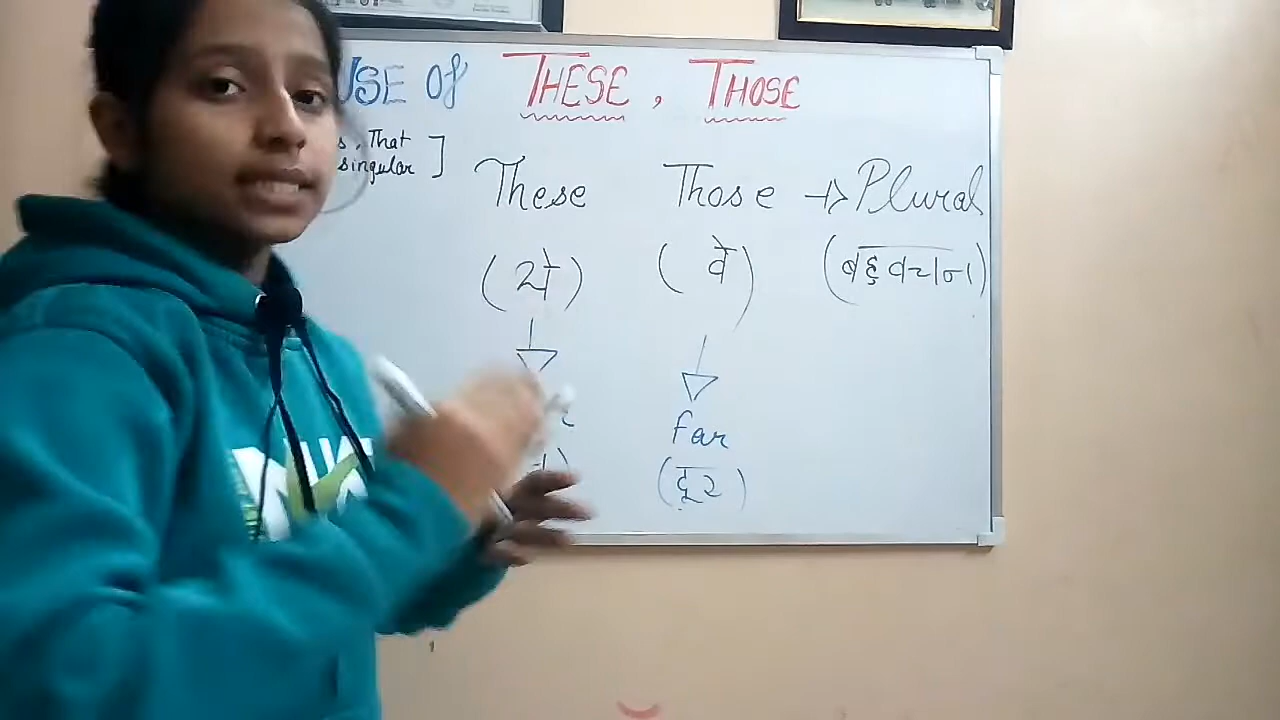 USE Of THESE, THOSE
s, That
singular ]
These Those → Plural
(ये) (वे) (बहुवचन)
far
(दूर)